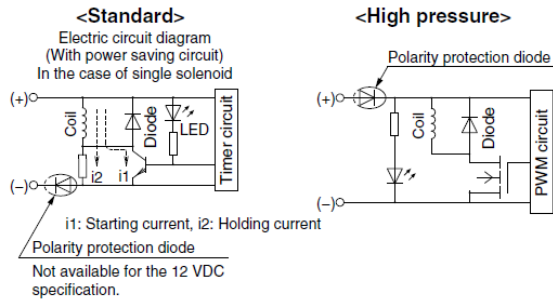 <Standard>
Electric circuit diagram
(With power saving circuit)
In the case of single solenoid
(+)
Coil
Diode
LED
Timer circuit
i2
i1
(−)
i1: Starting current, i2: Holding current
Polarity protection diode
Not available for the 12 VDC
specification.
<High pressure>
Polarity protection diode
(+)
Coil
Diode
PWM circuit
(−)